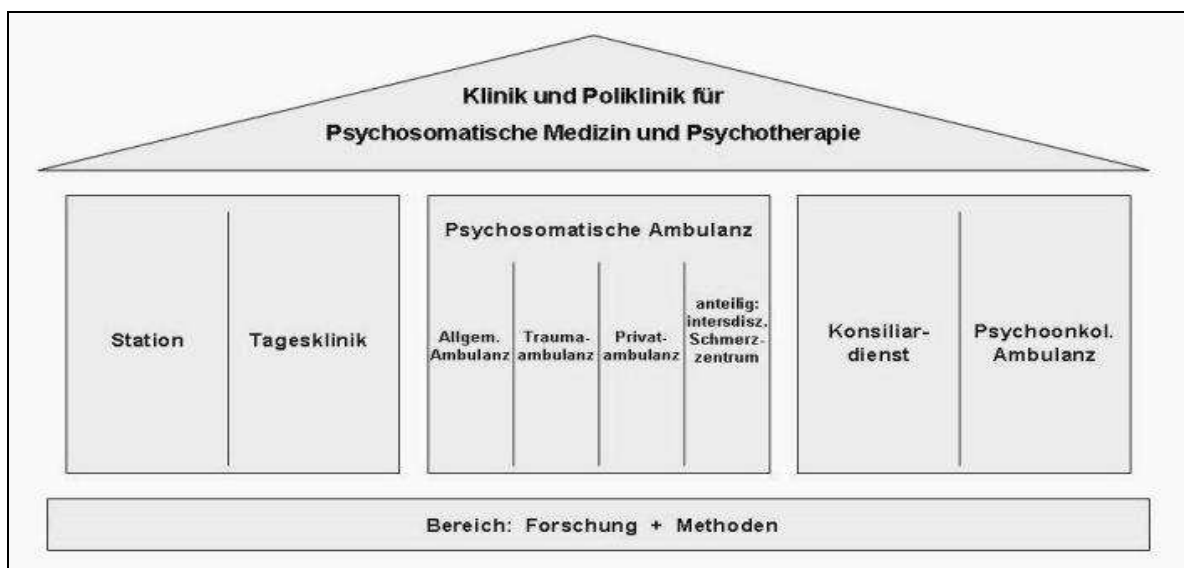 Klinik und Poliklinik für
Psychosomatische Medizin und Psychotherapie
Station
Tagesklinik
Psychosomatische Ambulanz
Allgem.
Ambulanz
Trauma-
ambulanz
Privat-
ambulanz
anteilig:
intersdisz.
Schmerz-
zentrum
Konsiliar-
dienst
Psychoonkol.
Ambulanz
Bereich: Forschung + Methoden